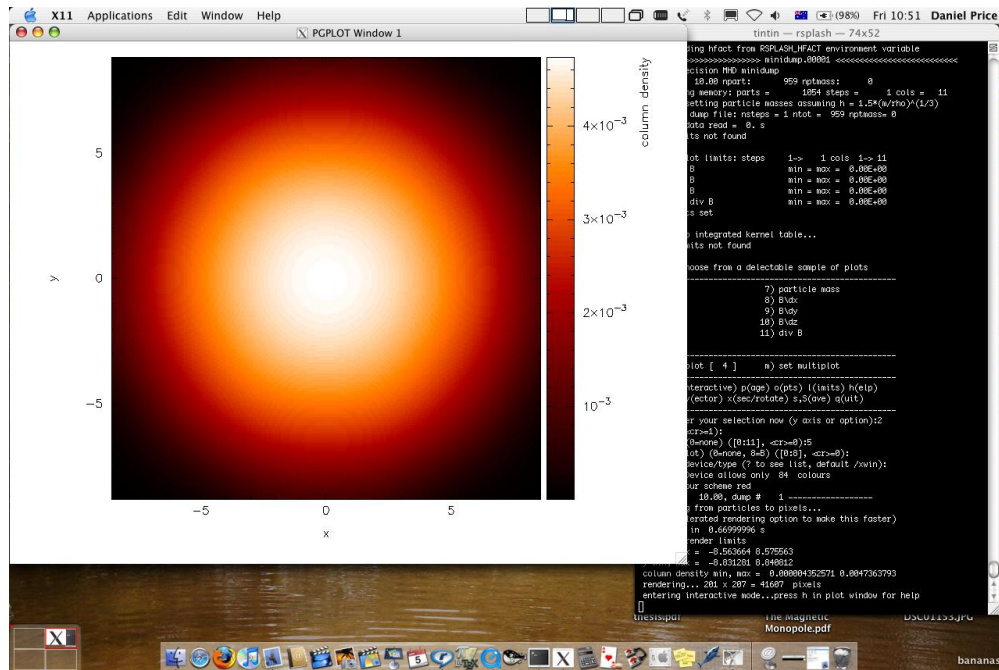 X11 Applications Edit Window Help
(98%) Fri 10:51 Daniel Price
X PGPLOT Window 1
tintin — rsplash — 74x52
column density
4×10⁻³
3×10⁻³
2×10⁻³
10⁻³
5
0
−5
y
−5 0 5
x
ding hfact from RSPLASH_HFACT environment variable
>>>>>>>>>>>>>> minidump.00001 <<<<<<<<<<<<<<<<<<<<<<<<<<
ecision MHD minidump
10.00 npart: 959 nptmass: 0
ng memory: parts = 1054 steps = 1 cols = 11
setting particle masses assuming h = 1.5*(m/rho)^(1/3)
dump file: nsteps = 1 ntot = 959 nptmass= 0
data read = 0. s
its not found
lot limits: steps 1-> 1 cols 1-> 11
B min = max = 0.00E+00
B min = max = 0.00E+00
B min = max = 0.00E+00
div B min = max = 0.00E+00
ts set
o integrated kernel table...
mits not found
hoose from a delectable sample of plots
7) particle mass
8) B\dx
9) B\dy
10) B\dz
11) div B
plot [ 4 ] m) set multiplot
nteractive) p(age) o(pts) l(imits) h(elp)
v(ector) x(sec/rotate) s,S(ave) q(uit)
er your selection now (y axis or option):2
<cr>=1):
(0=none) ([0:11], <cr>=0):5
lot) (0=none, 8=B) ([0:8], <cr>=0):
device/type (? to see list, default /xwin):
Device allows only 84 colours
our scheme red
10.00, dump # 1 ------------------
g from particles to pixels...
lerated rendering option to make this faster)
in 0.66999996 s
render limits
x = -8.563664 8.575563
= -8.831281 8.840812
column density min, max = 0.000004352571 0.0047363793
rendering... 201 x 207 = 41607 pixels
entering interactive mode...press h in plot window for help
thesis.pdf
The Magnetic
Monopole.pdf
DSC01153.JPG
X
5
X
banana